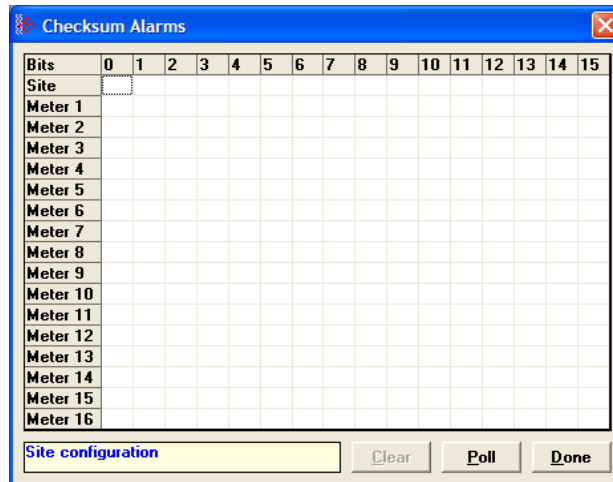 Checksum Alarms
Bits 0 1 2 3 4 5 6 7 8 9 10 11 12 13 14 15
Site
Meter 1
Meter 2
Meter 3
Meter 4
Meter 5
Meter 6
Meter 7
Meter 8
Meter 9
Meter 10
Meter 11
Meter 12
Meter 13
Meter 14
Meter 15
Meter 16
Site configuration Clear Poll Done